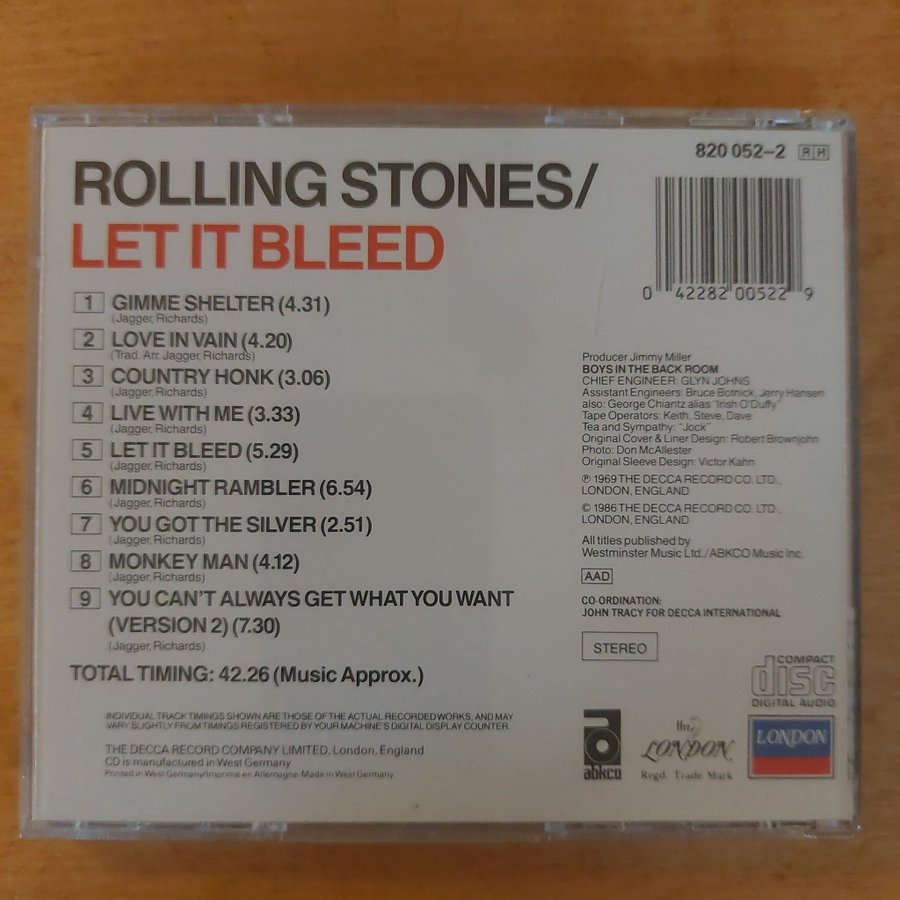 820 052-2 RH
ROLLING STONES/
LET IT BLEED
0 42282 00522 9
1 GIMME SHELTER (4.31)
(Jagger, Richards)
2 LOVE IN VAIN (4.20)
(Trad. Arr. Jagger, Richards)
3 COUNTRY HONK (3.06)
(Jagger, Richards)
4 LIVE WITH ME (3.33)
(Jagger, Richards)
5 LET IT BLEED (5.29)
(Jagger, Richards)
6 MIDNIGHT RAMBLER (6.54)
(Jagger, Richards)
7 YOU GOT THE SILVER (2.51)
(Jagger, Richards)
8 MONKEY MAN (4.12)
(Jagger, Richards)
9 YOU CAN'T ALWAYS GET WHAT YOU WANT
(VERSION 2) (7.30)
(Jagger, Richards)
TOTAL TIMING: 42.26 (Music Approx.)
INDIVIDUAL TRACK TIMINGS SHOWN ARE THOSE OF THE ACTUAL RECORDED WORKS, AND MAY
VARY SLIGHTLY FROM TIMINGS REGISTERED BY YOUR MACHINE'S DIGITAL DISPLAY COUNTER.
THE DECCA RECORD COMPANY LIMITED, London, England
CD is manufactured in West Germany
Printed in West Germany/Imprimé en Allemagne Made in West Germany
Producer Jimmy Miller
BOYS IN THE BACK ROOM
CHIEF ENGINEER: GLYN JOHNS
Assistant Engineers: Bruce Botnick, Jerry Hansen
also: George Chiantz alias "Irish O'Duffy"
Tape Operators: Keith, Steve, Dave
Tea and Sympathy: "Jock"
Original Cover & Liner Design: Robert Brownjohn
Photo: Don McAllester
Original Sleeve Design: Victor Kahn
℗ 1969 THE DECCA RECORD CO. LTD.,
LONDON, ENGLAND
© 1986 THE DECCA RECORD CO. LTD.,
LONDON, ENGLAND
All titles published by
Westminster Music Ltd./ABKCO Music Inc.
AAD
CO-ORDINATION:
JOHN TRACY FOR DECCA INTERNATIONAL
STEREO
COMPACT
disc
DIGITAL AUDIO
abkco
the
LONDON
Regd. Trade Mark
LONDON